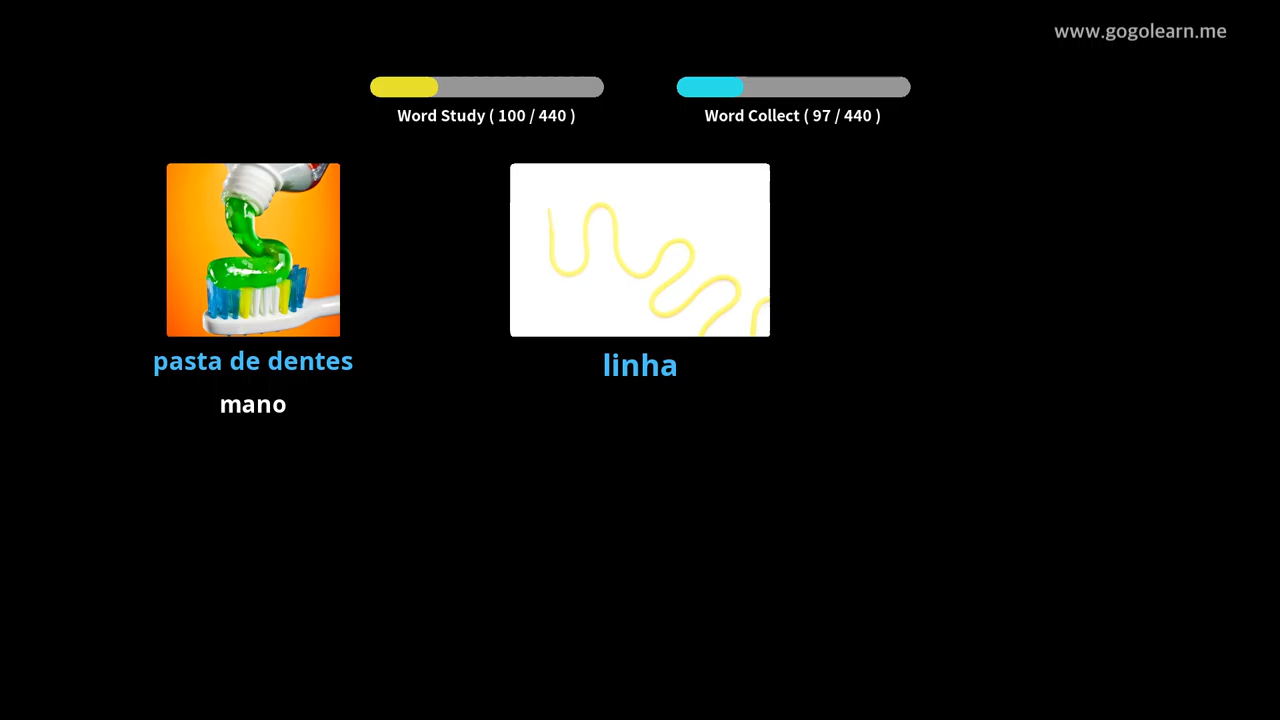 www.gogolearn.me
Word Study ( 100 / 440 )
Word Collect ( 97 / 440 )
pasta de dentes
mano
linha